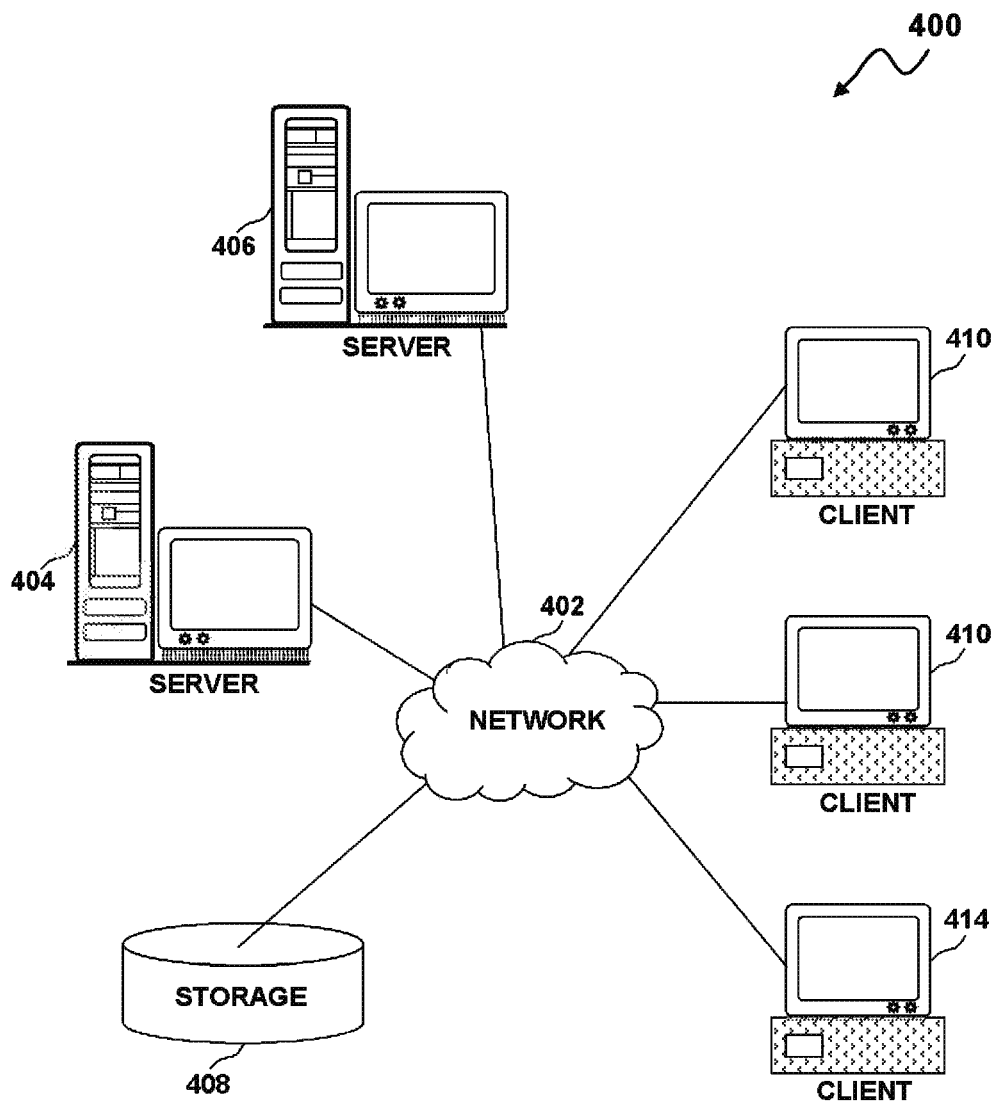 400
406
SERVER
410
CLIENT
404
SERVER
402
NETWORK
410
CLIENT
STORAGE
408
414
CLIENT